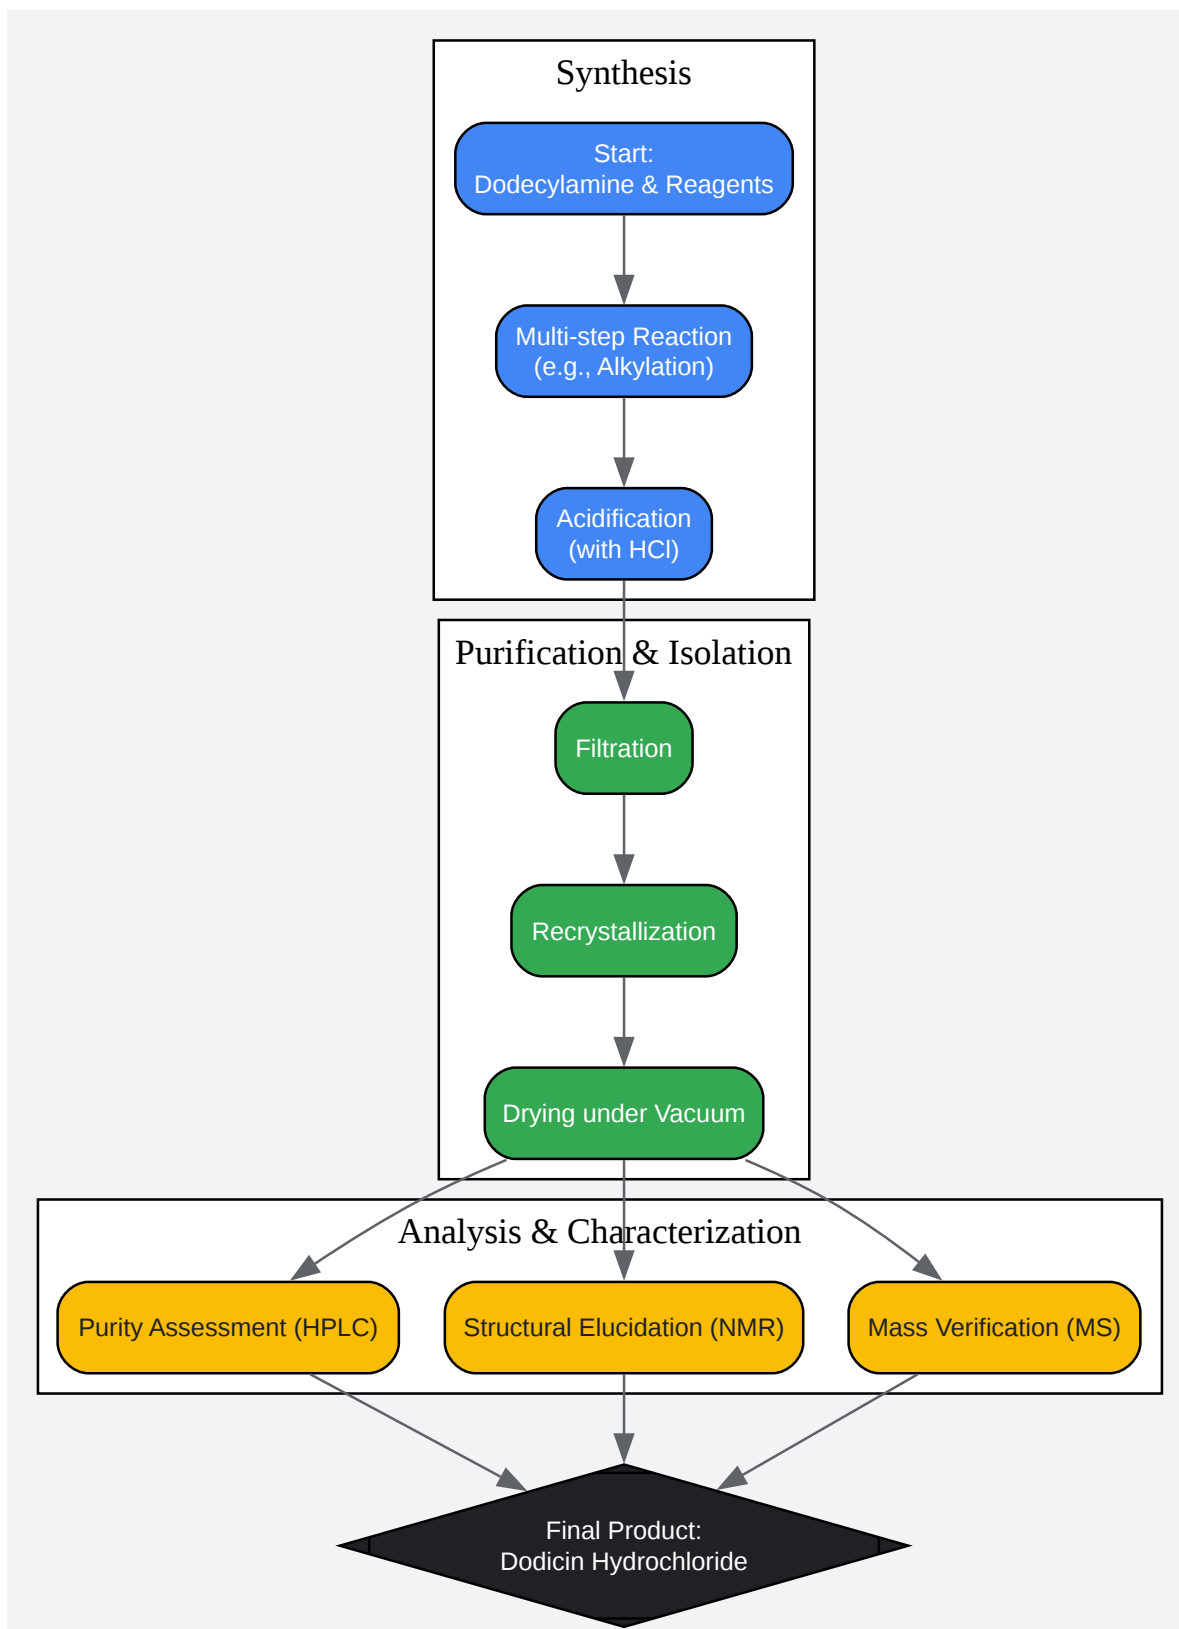 Synthesis
Start:
Dodecylamine & Reagents
Multi-step Reaction
(e.g., Alkylation)
Acidification
(with HCl)
Purification & Isolation
Filtration
Recrystallization
Drying under Vacuum
Analysis & Characterization
Purity Assessment (HPLC)
Structural Elucidation (NMR)
Mass Verification (MS)
Final Product:
Dodicin Hydrochloride